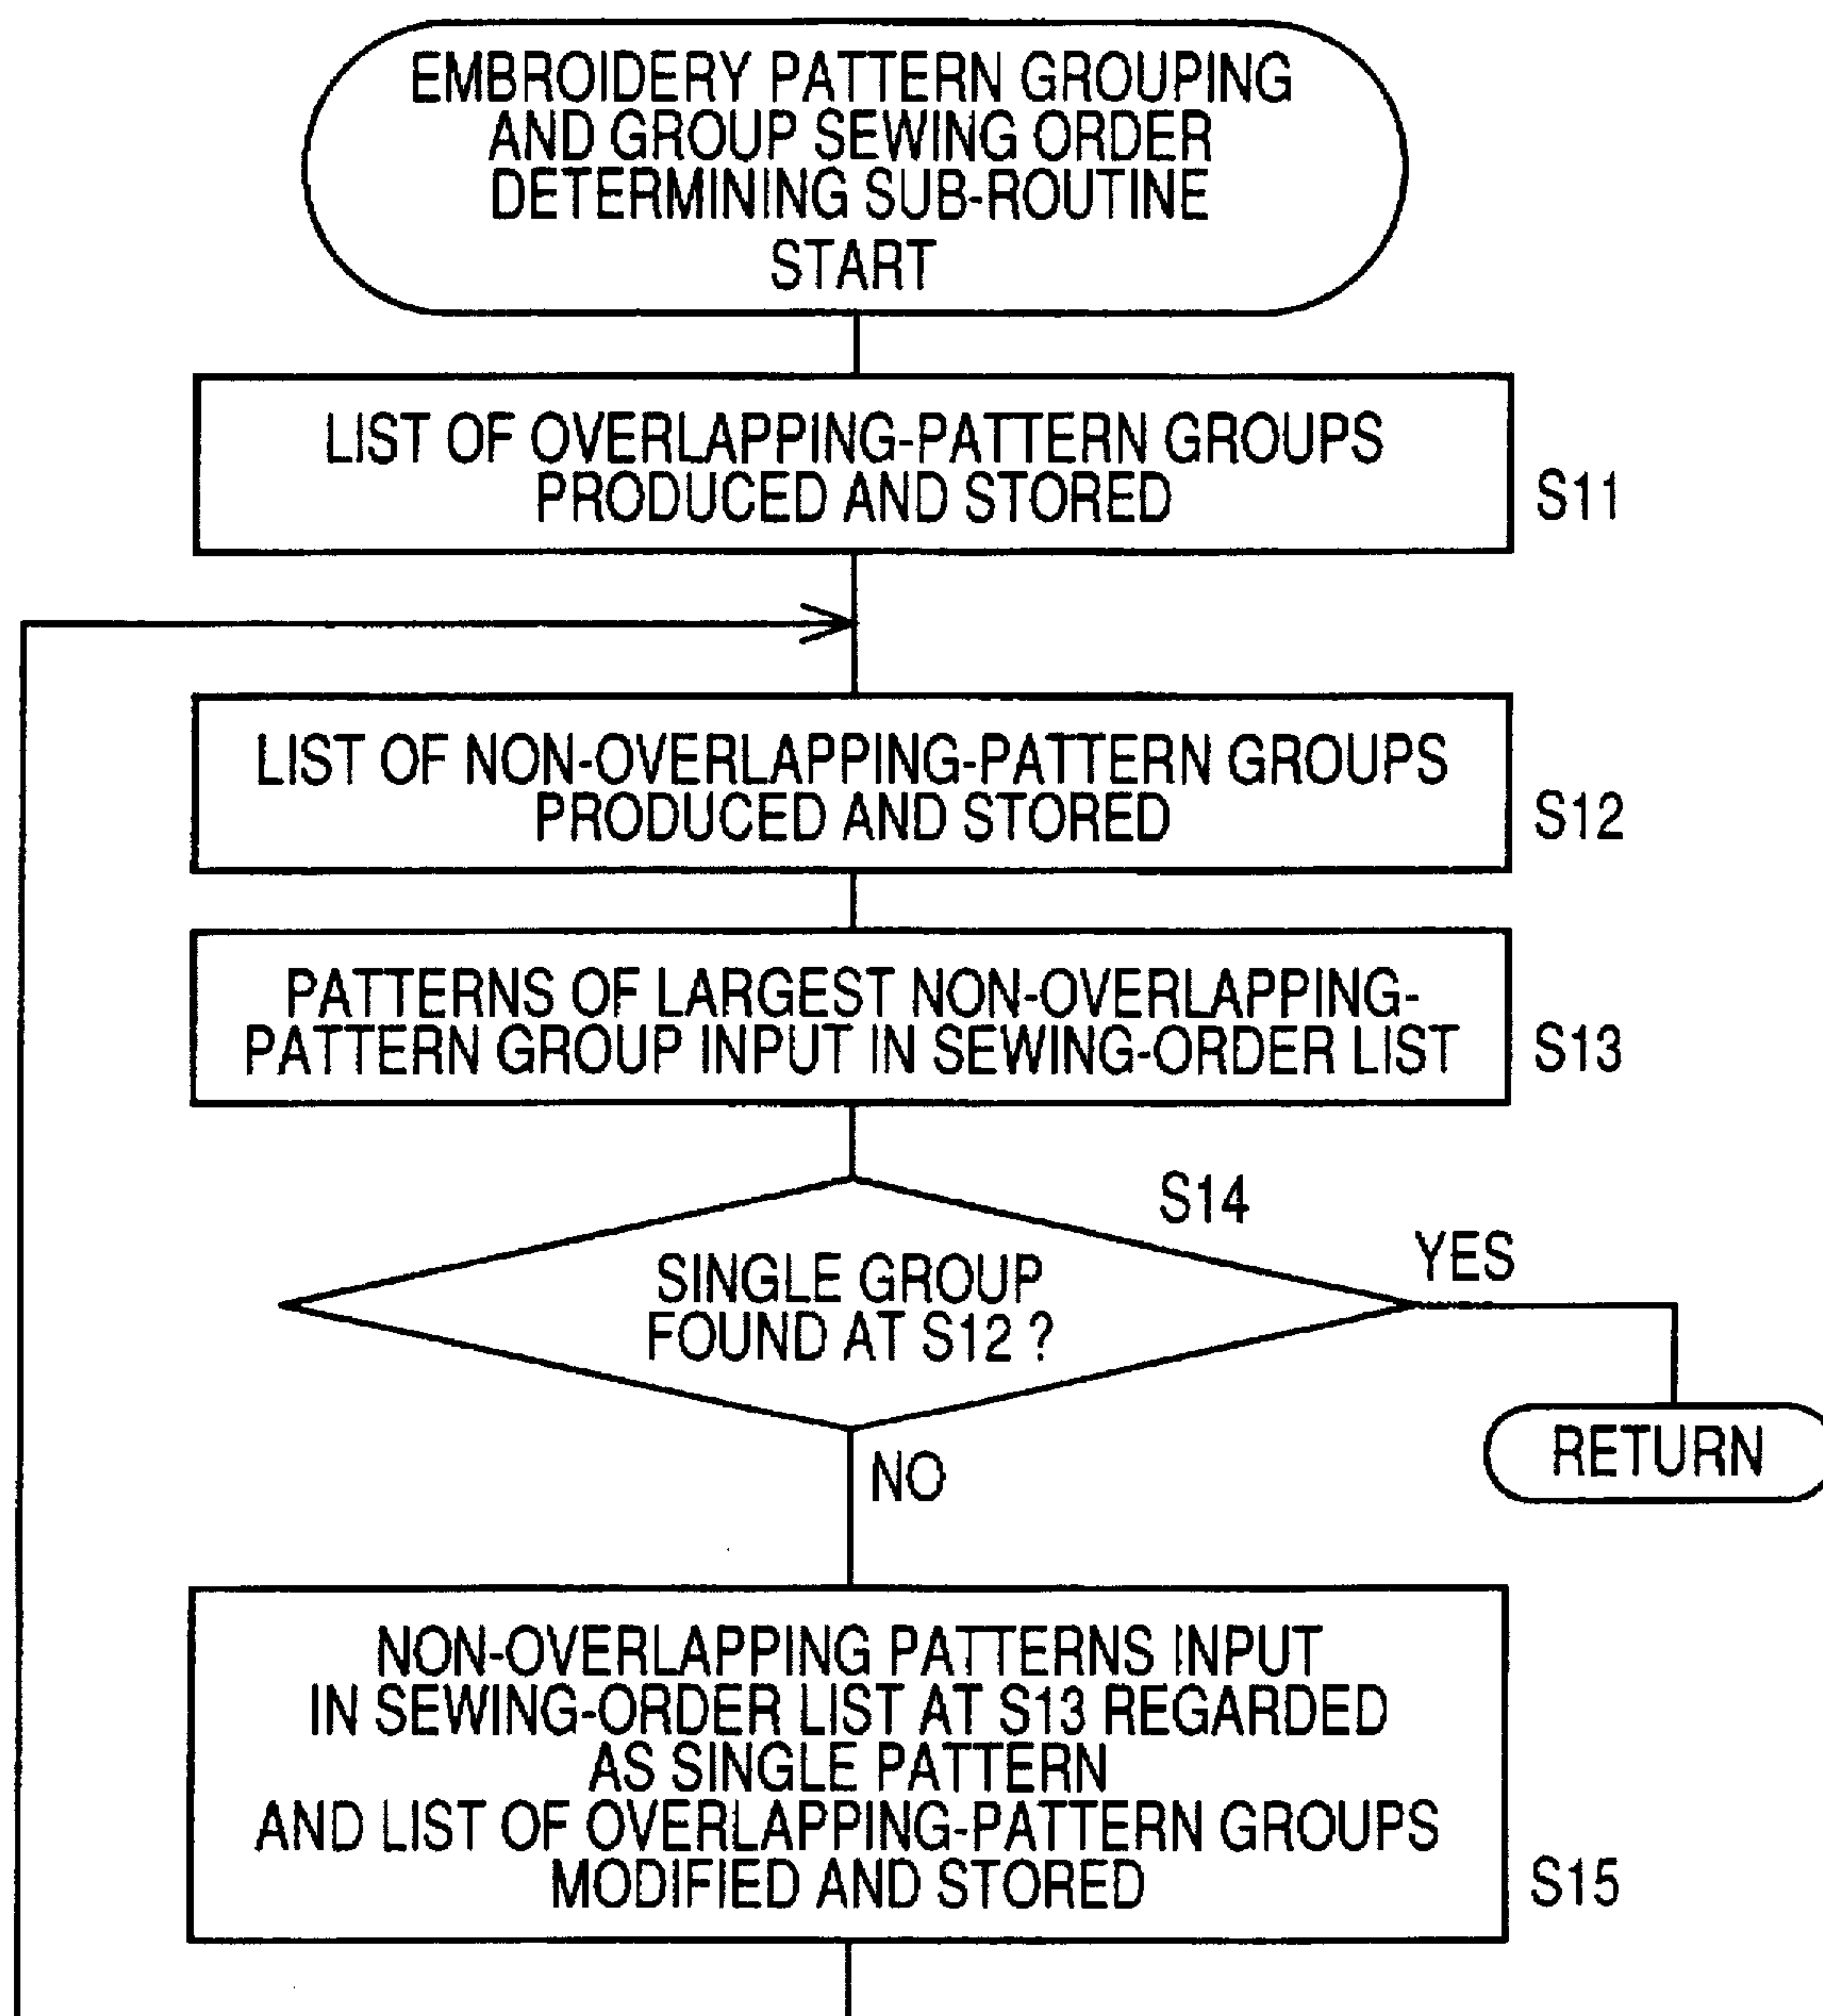 EMBROIDERY PATTERN GROUPING
AND GROUP SEWING ORDER
DETERMINING SUB-ROUTINE
START
LIST OF OVERLAPPING-PATTERN GROUPS
PRODUCED AND STORED
S11
LIST OF NON-OVERLAPPING-PATTERN GROUPS
PRODUCED AND STORED
S12
PATTERNS OF LARGEST NON-OVERLAPPING-
PATTERN GROUP INPUT IN SEWING-ORDER LIST
S13
S14
SINGLE GROUP
FOUND AT S12 ?
YES
RETURN
NO
NON-OVERLAPPING PATTERNS INPUT
IN SEWING-ORDER LIST AT S13 REGARDED
AS SINGLE PATTERN
AND LIST OF OVERLAPPING-PATTERN GROUPS
MODIFIED AND STORED
S15